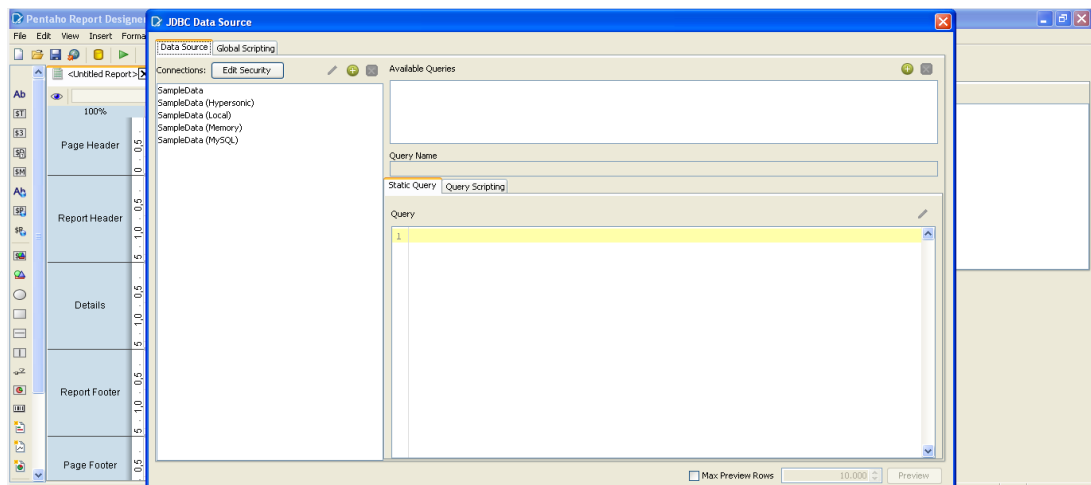 Pentaho Report Designe
JDBC Data Source
File Edit View Insert Forma
Data Source Global Scripting
<Untitled Report>
Connections: Edit Security
Available Queries
SampleData
SampleData (Hypersonic)
SampleData (Local)
SampleData (Memory)
SampleData (MySQL)
100%
Page Header
Report Header
Details
Report Footer
Page Footer
Query Name
Static Query Query Scripting
Query
1
Max Preview Rows 10.000 Preview